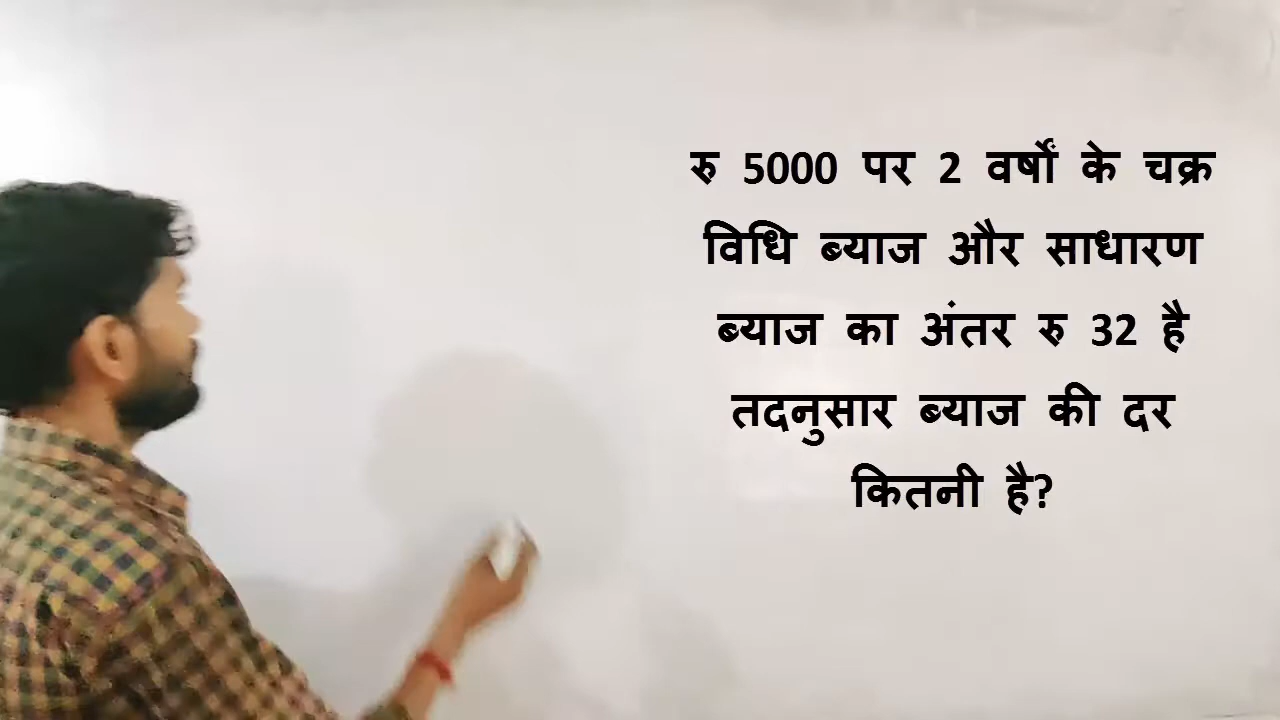 रु 5000 पर 2 वर्षों के चक्र
विधि ब्याज और साधारण
ब्याज का अंतर रु 32 है
तदनुसार ब्याज की दर
कितनी है?